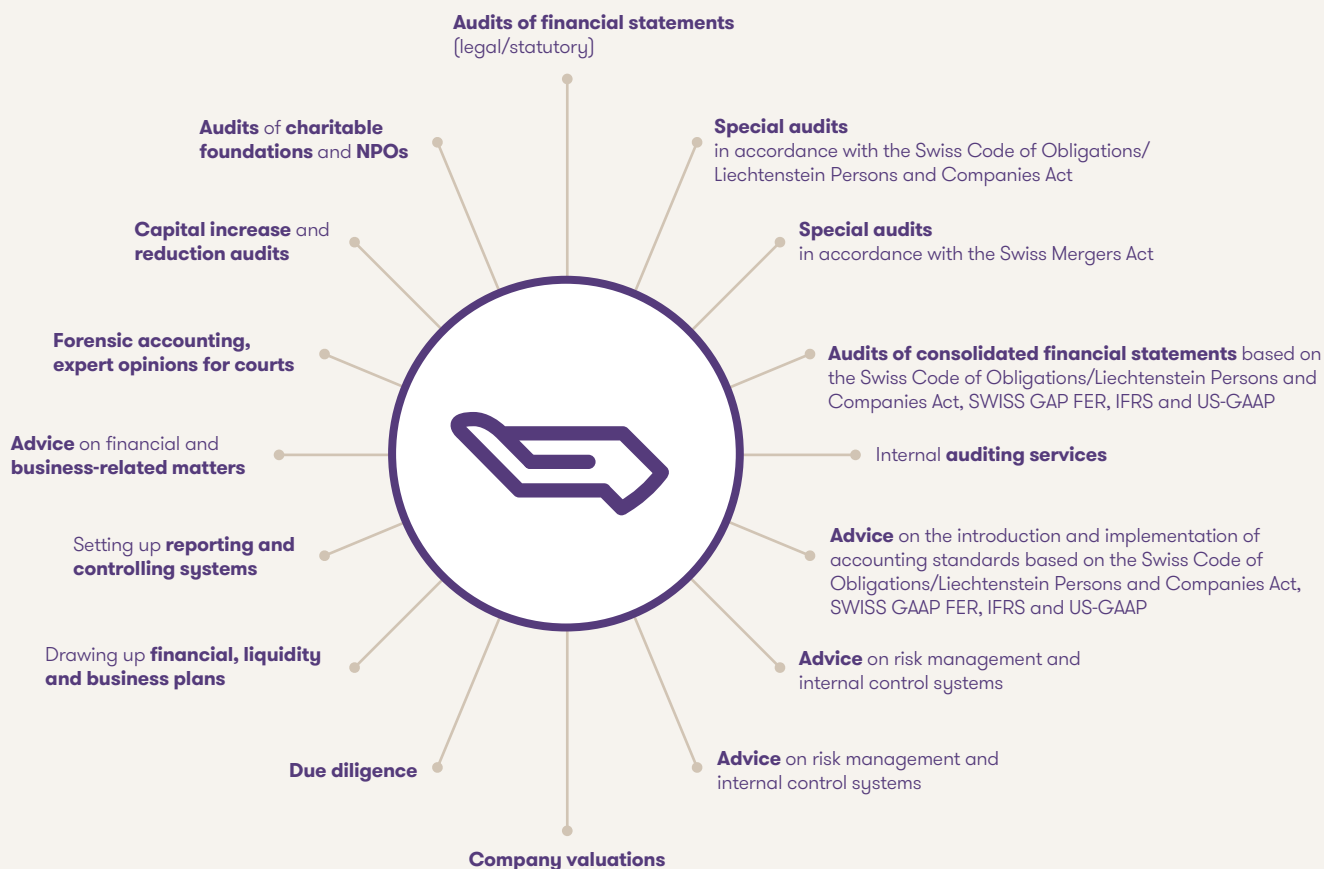 Audits of financial statements
(legal/statutory)
Special audits
in accordance with the Swiss Code of Obligations/
Liechtenstein Persons and Companies Act
Special audits
in accordance with the Swiss Mergers Act
Audits of consolidated financial statements based on
the Swiss Code of Obligations/Liechtenstein Persons and
Companies Act, SWISS GAP FER, IFRS and US-GAAP
Internal auditing services
Advice on the introduction and implementation of
accounting standards based on the Swiss Code of
Obligations/Liechtenstein Persons and Companies Act,
SWISS GAAP FER, IFRS and US-GAAP
Advice on risk management and
internal control systems
Advice on risk management and
internal control systems
Company valuations
Due diligence
Drawing up financial, liquidity
and business plans
Setting up reporting and
controlling systems
Advice on financial and
business-related matters
Forensic accounting,
expert opinions for courts
Capital increase and
reduction audits
Audits of charitable
foundations and NPOs